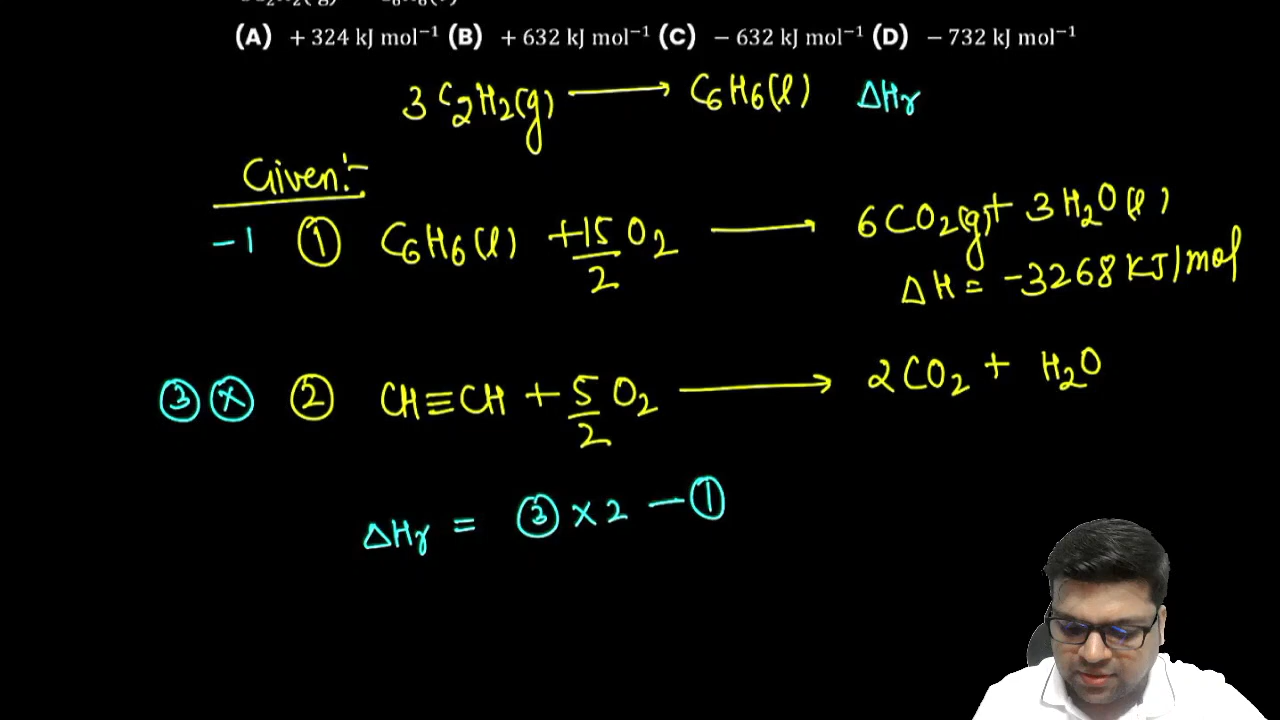 (A) + 324 kJ mol⁻¹ (B) + 632 kJ mol⁻¹ (C) − 632 kJ mol⁻¹ (D) − 732 kJ mol⁻¹
3 C₂H₂(g) ⟶ C₆H₆(l) ΔHr
Given:-
-1 ① C₆H₆(l) + 15/2 O₂ ⟶ 6CO₂(g) + 3H₂O(l)
ΔH = -3268 KJ/mol
③ ⓧ ② CH≡CH + 5/2 O₂ ⟶ 2CO₂ + H₂O
ΔHr = ③ × 2 − ①